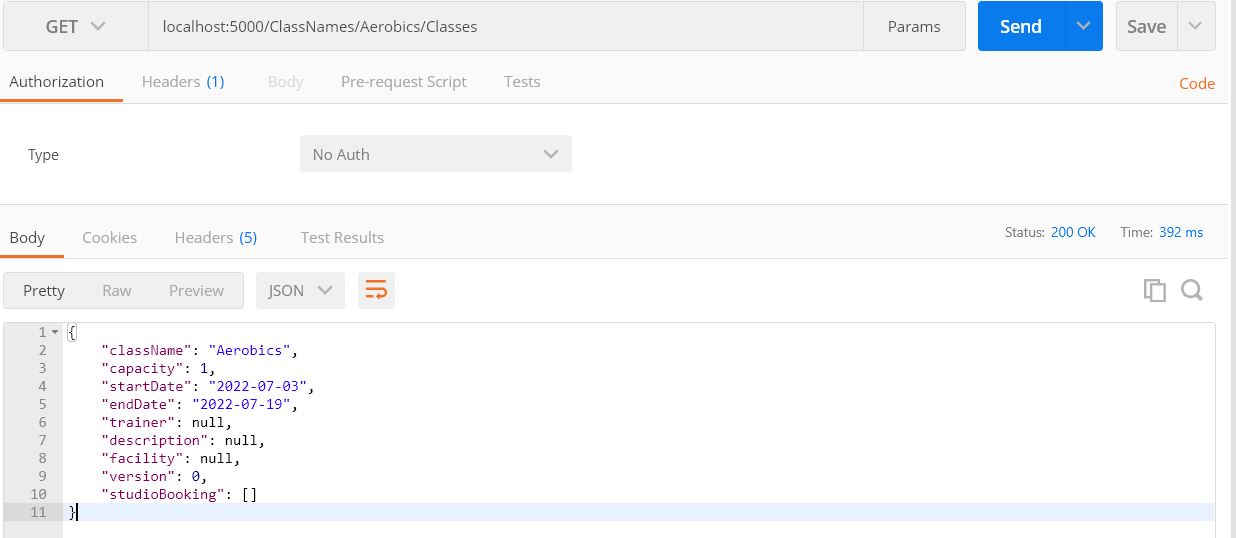 GET localhost:5000/ClassNames/Aerobics/Classes Params Send Save
Authorization Headers (1) Body Pre-request Script Tests Code
Type No Auth
Body Cookies Headers (5) Test Results Status: 200 OK Time: 392 ms
Pretty Raw Preview JSON
1 {
2 "className": "Aerobics",
3 "capacity": 1,
4 "startDate": "2022-07-03",
5 "endDate": "2022-07-19",
6 "trainer": null,
7 "description": null,
8 "facility": null,
9 "version": 0,
10 "studioBooking": []
11 }